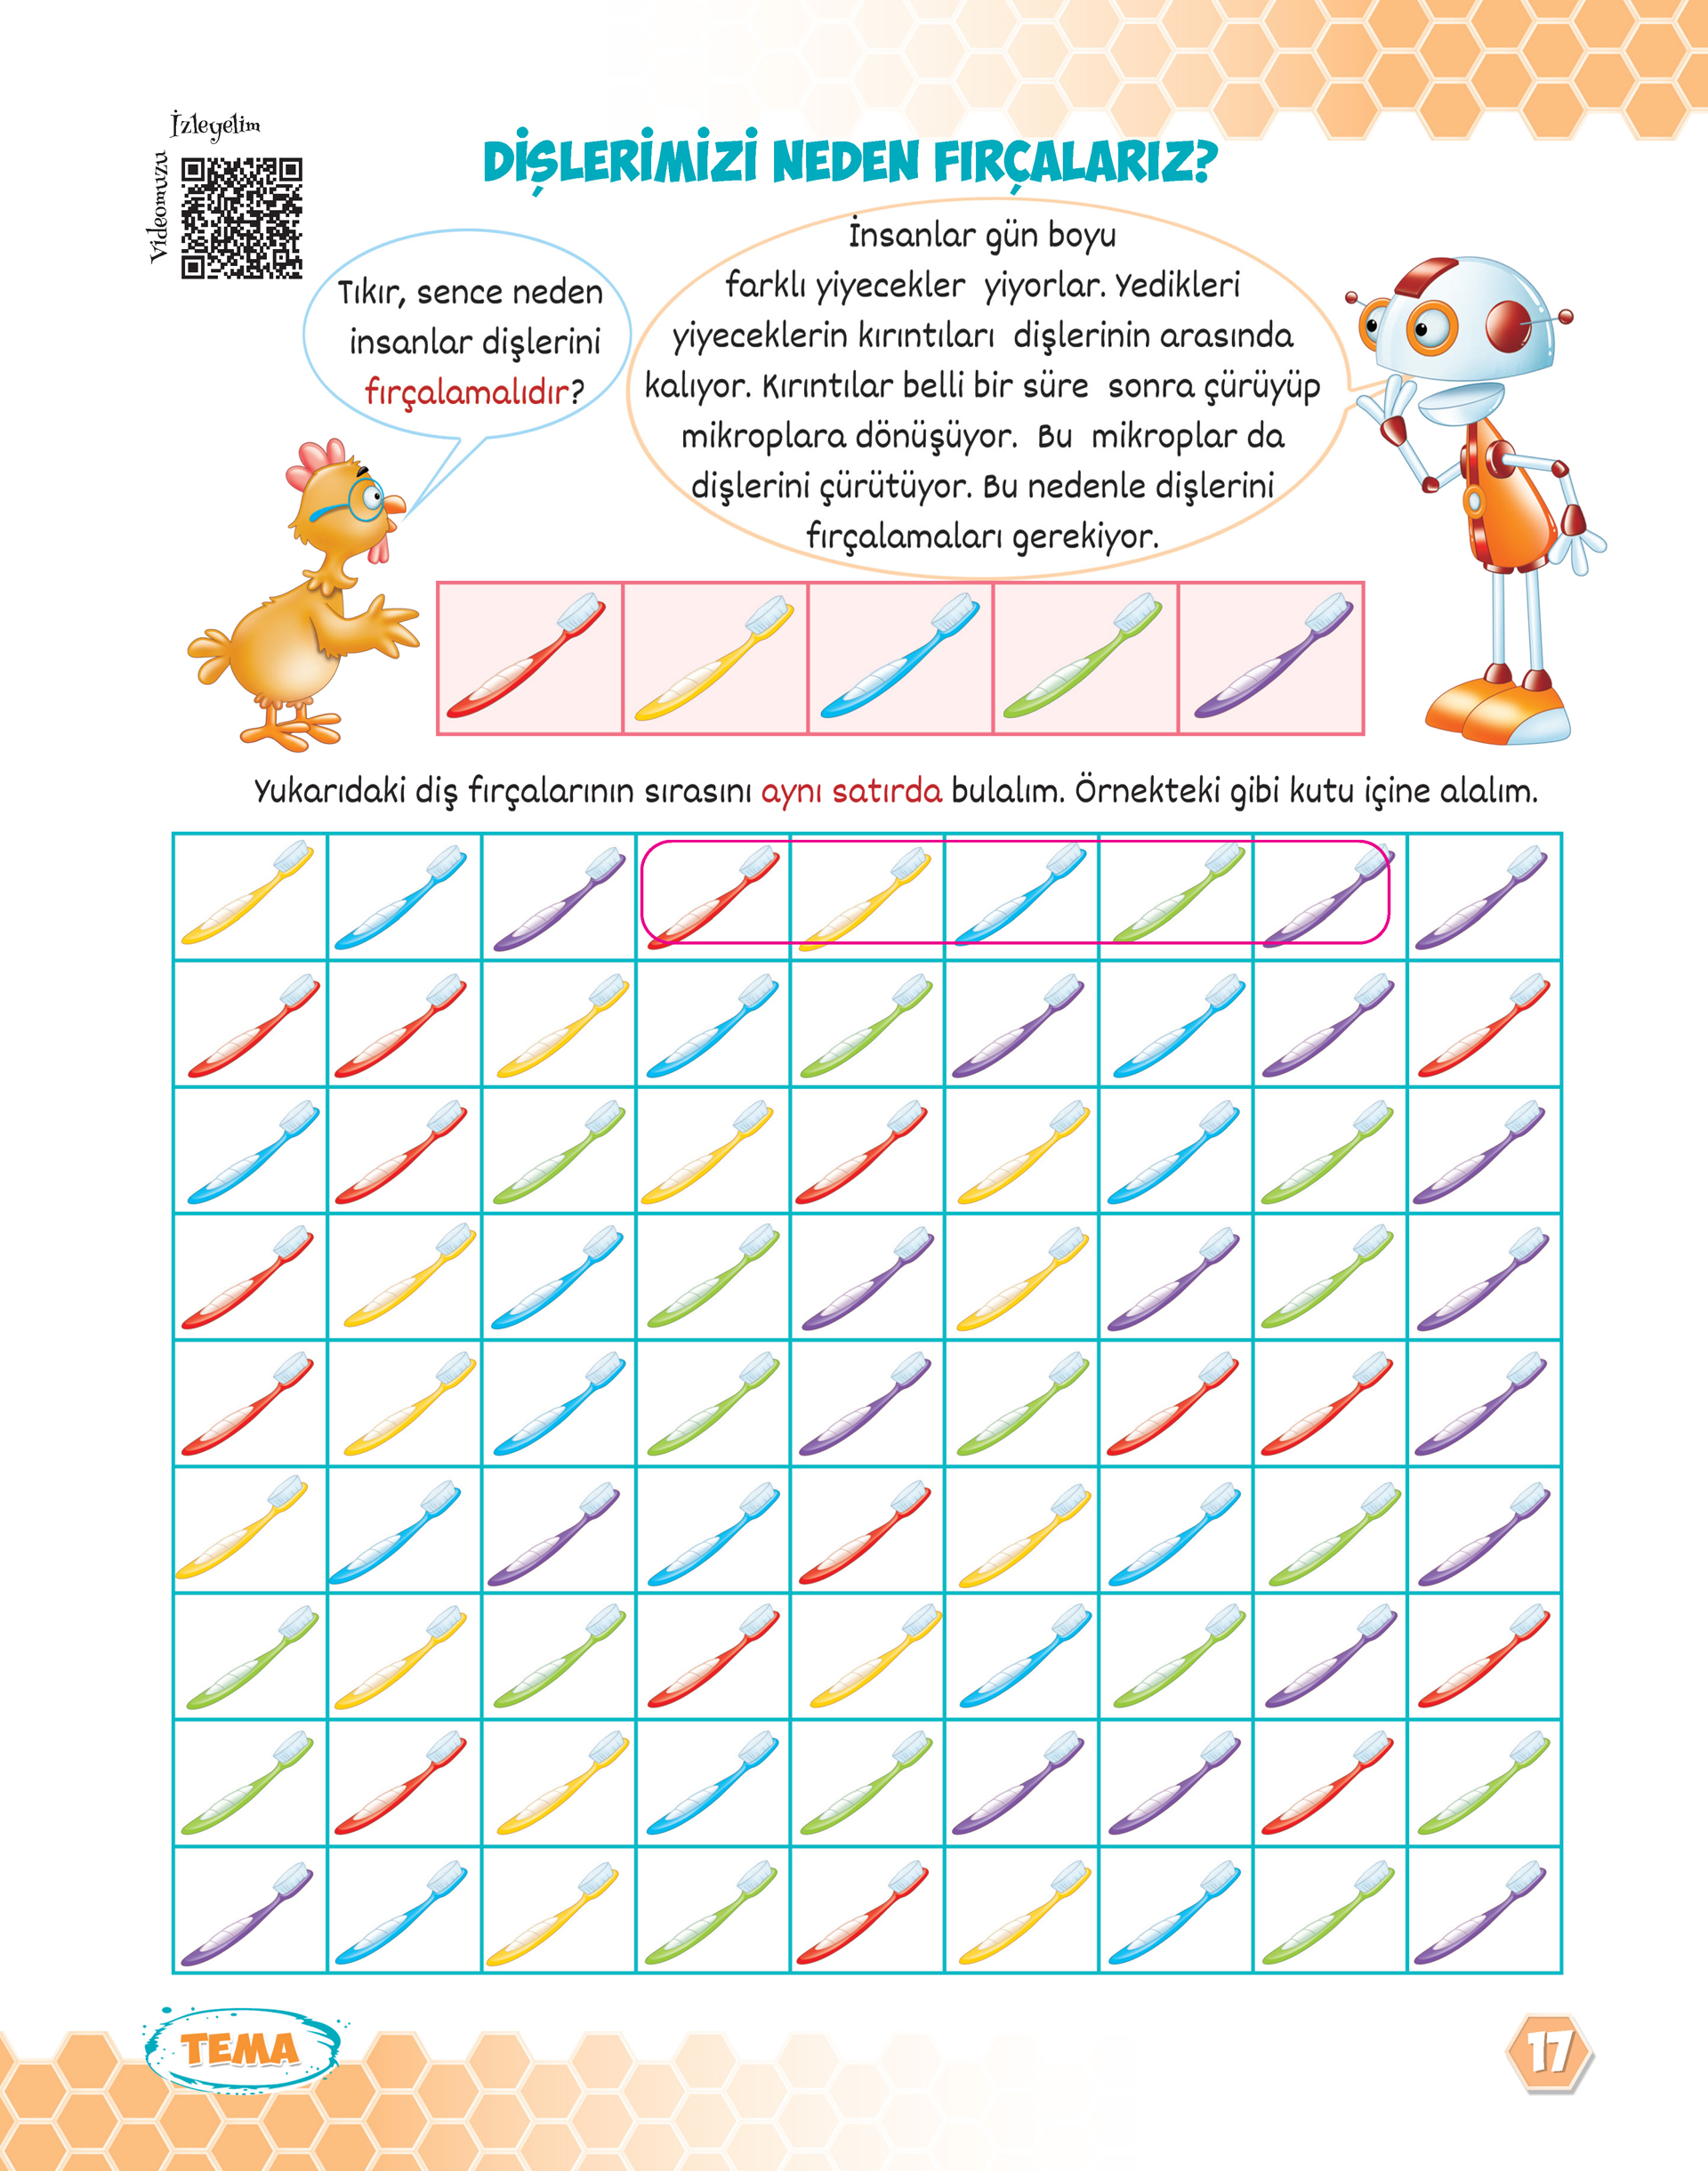 İzleyelim
Videomuzu
DİŞLERİMİZİ NEDEN FIRÇALARIZ?
Tıkır, sence neden
insanlar dişlerini
fırçalamalıdır?
İnsanlar gün boyu
farklı yiyecekler yiyorlar. Yedikleri
yiyeceklerin kırıntıları dişlerinin arasında
kalıyor. Kırıntılar belli bir süre sonra çürüyüp
mikroplara dönüşüyor. Bu mikroplar da
dişlerini çürütüyor. Bu nedenle dişlerini
fırçalamaları gerekiyor.
Yukarıdaki diş fırçalarının sırasını aynı satırda bulalım. Örnekteki gibi kutu içine alalım.
TEMA
17